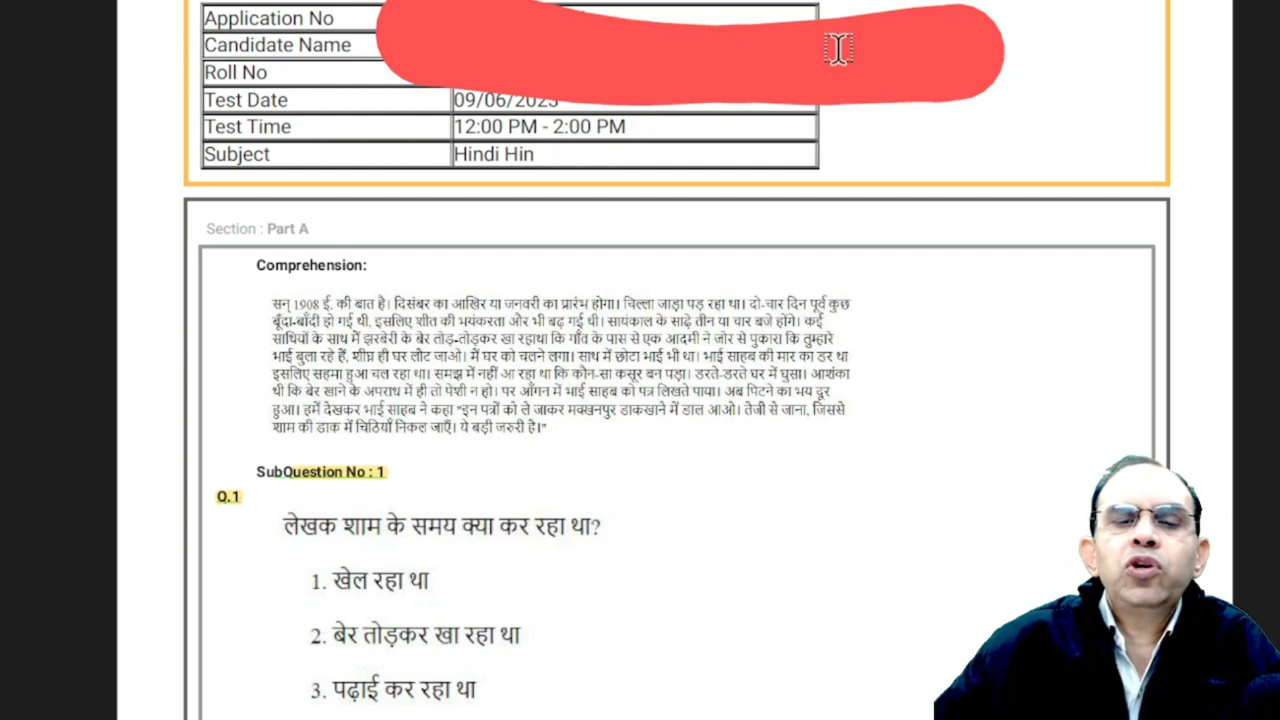 Application No
Candidate Name
Roll No
Test Date 09/06/2023
Test Time 12:00 PM - 2:00 PM
Subject Hindi Hin
Section : Part A
Comprehension:
सन् 1908 ई. की बात है। दिसंबर का आखिर या जनवरी का प्रारंभ होगा। चिल्ला जाड़ा पड़ रहा था। दो-चार दिन पूर्व कुछ
बूँदा-बाँदी हो गई थी, इसलिए शीत की भयंकरता और भी बढ़ गई थी। सायंकाल के साढ़े तीन या चार बजे होंगे। कई
साथियों के साथ मैं झरबेरी के बेर तोड़-तोड़कर खा रहाथा कि गाँव के पास से एक आदमी ने जोर से पुकारा कि तुम्हारे
भाई बुला रहे हैं, शीघ्र ही घर लौट जाओ। मैं घर को चलने लगा। साथ में छोटा भाई भी था। भाई साहब की मार का डर था
इसलिए सहमा हुआ चल रहा था। समझ में नहीं आ रहा था कि कौन-सा कसूर बन पड़ा। डरते-डरते घर में घुसा। आशंका
थी कि बेर खाने के अपराध में ही तो पेशी न हो। पर आँगन में भाई साहब को पत्र लिखते पाया। अब पिटने का भय दूर
हुआ। हमें देखकर भाई साहब ने कहा "इन पत्रों को ले जाकर मक्खनपुर डाकखाने में डाल आओ। तेजी से जाना, जिससे
शाम की डाक में चिठियाँ निकल जाएँ। ये बड़ी जरुरी है।"
SubQuestion No : 1
Q.1
लेखक शाम के समय क्या कर रहा था?
1. खेल रहा था
2. बेर तोड़कर खा रहा था
3. पढ़ाई कर रहा था